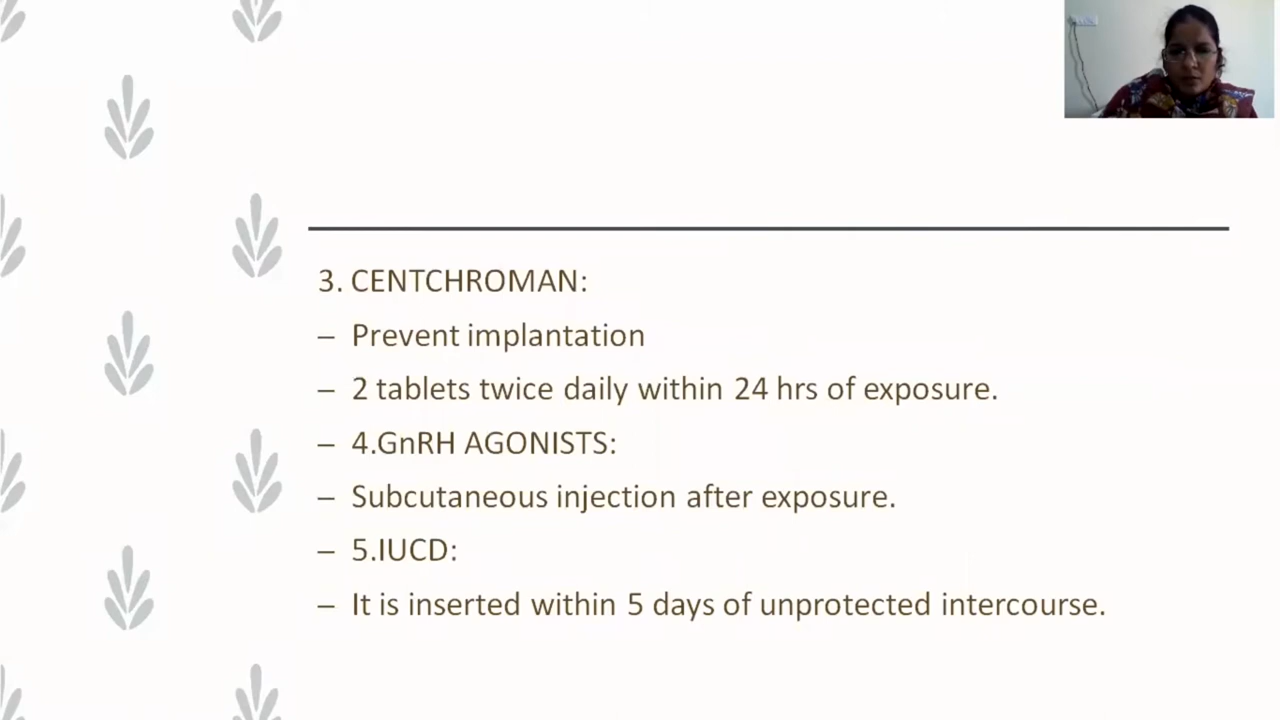 3. CENTCHROMAN:
– Prevent implantation
– 2 tablets twice daily within 24 hrs of exposure.
– 4.GnRH AGONISTS:
– Subcutaneous injection after exposure.
– 5.IUCD:
– It is inserted within 5 days of unprotected intercourse.